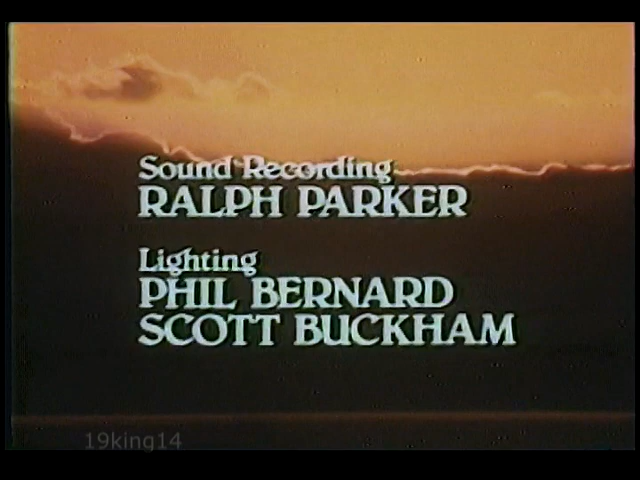 Sound Recording
RALPH PARKER
Lighting
PHIL BERNARD
SCOTT BUCKHAM
19king14